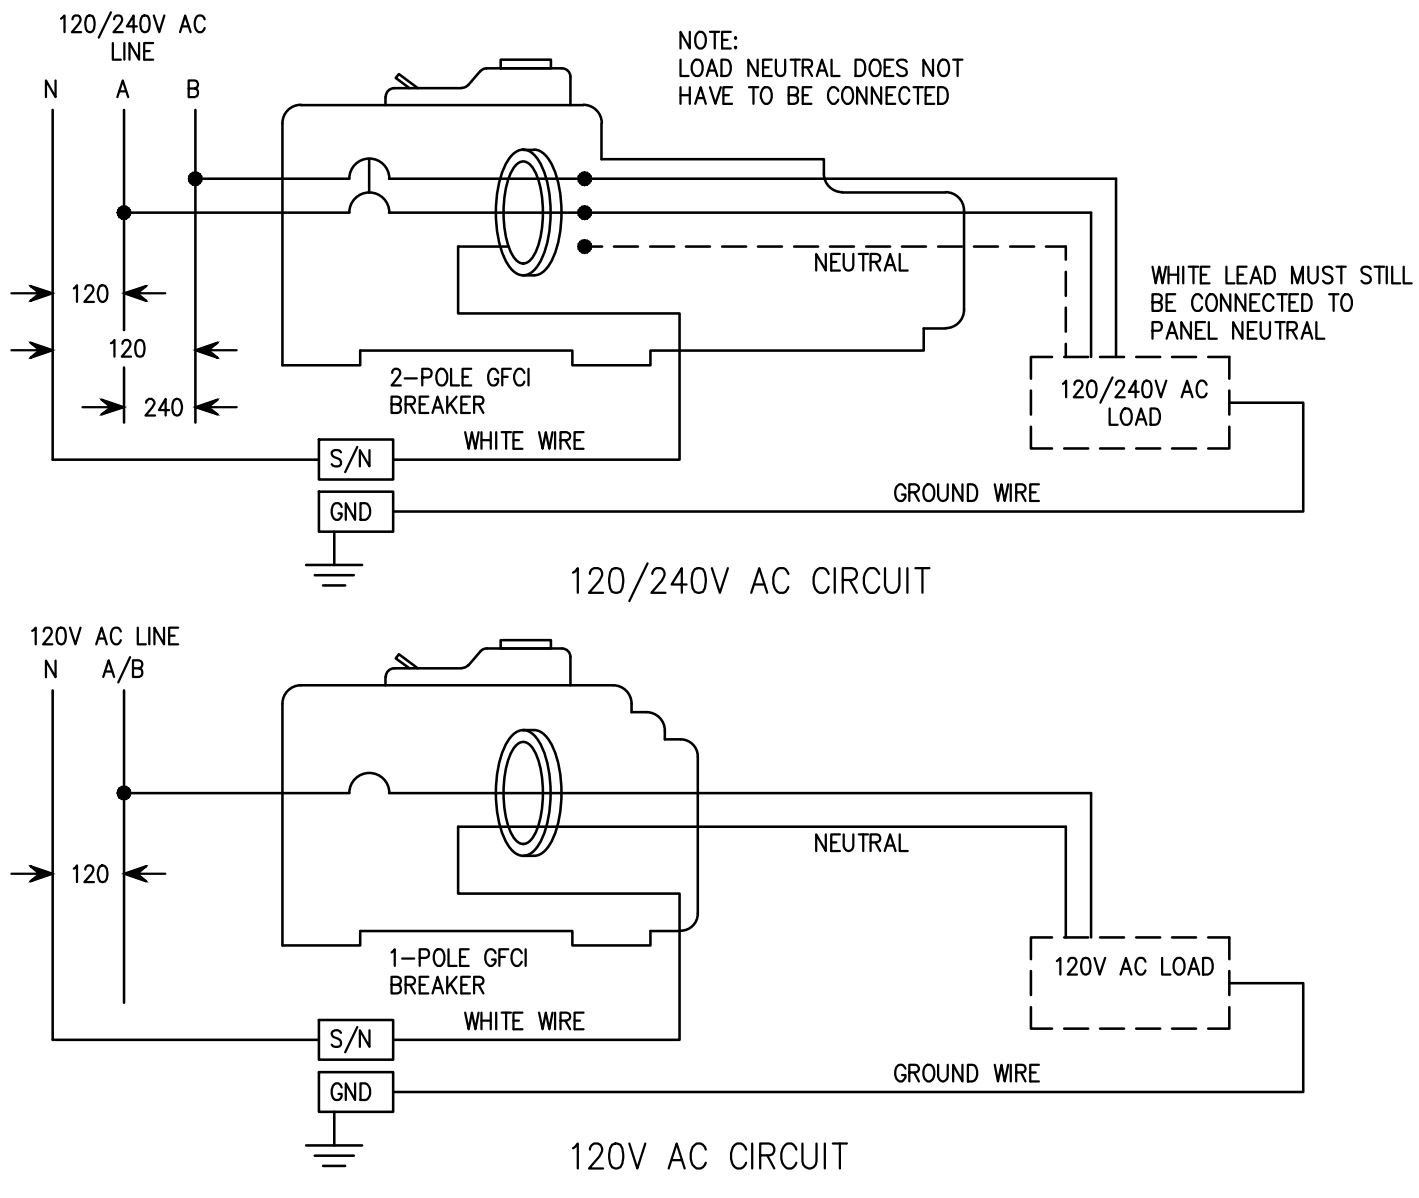 120/240V AC
LINE
N A B
NOTE:
LOAD NEUTRAL DOES NOT
HAVE TO BE CONNECTED
NEUTRAL
WHITE LEAD MUST STILL
BE CONNECTED TO
PANEL NEUTRAL
120
120
240
2-POLE GFCI
BREAKER
120/240V AC
LOAD
WHITE WIRE
S/N
GROUND WIRE
GND
120/240V AC CIRCUIT
120V AC LINE
N A/B
NEUTRAL
120
1-POLE GFCI
BREAKER
120V AC LOAD
WHITE WIRE
S/N
GROUND WIRE
GND
120V AC CIRCUIT